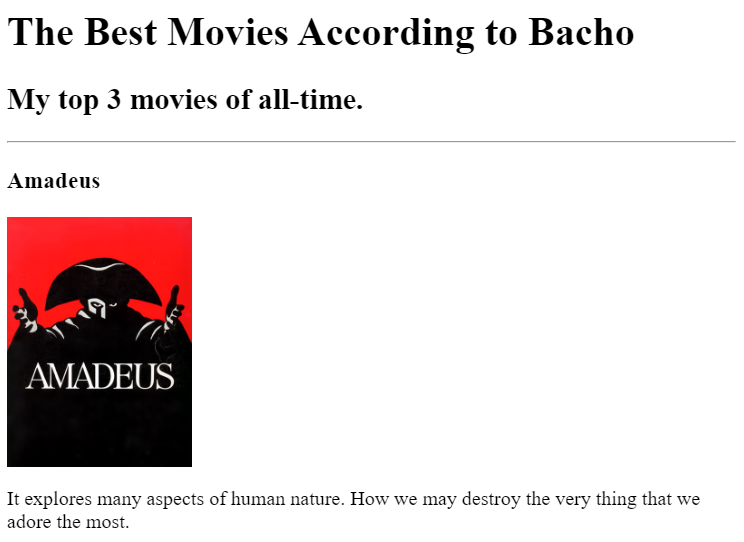 The Best Movies According to Bacho
My top 3 movies of all-time.
Amadeus
AMADEUS
It explores many aspects of human nature. How we may destroy the very thing that we
adore the most.